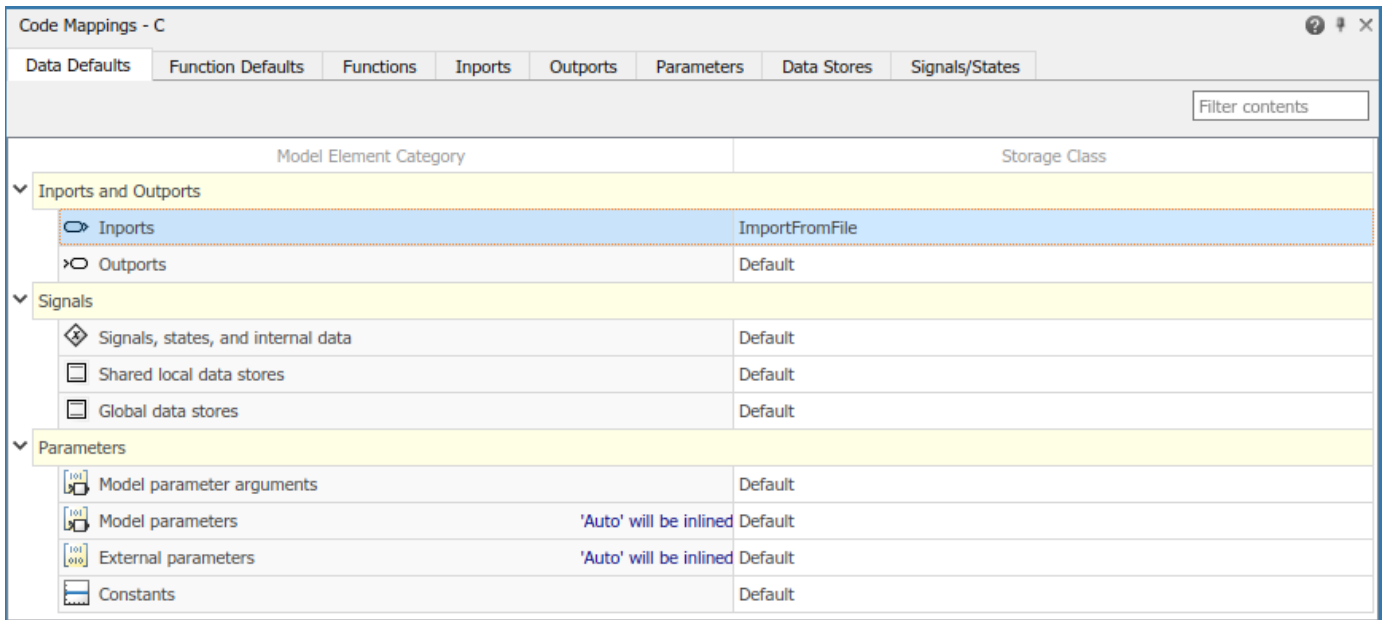 Code Mappings - C
Data Defaults Function Defaults Functions Inports Outports Parameters Data Stores Signals/States
Filter contents
Model Element Category Storage Class
Inports and Outports
Inports ImportFromFile
Outports Default
Signals
Signals, states, and internal data Default
Shared local data stores Default
Global data stores Default
Parameters
Model parameter arguments Default
Model parameters 'Auto' will be inlined Default
External parameters 'Auto' will be inlined Default
Constants Default